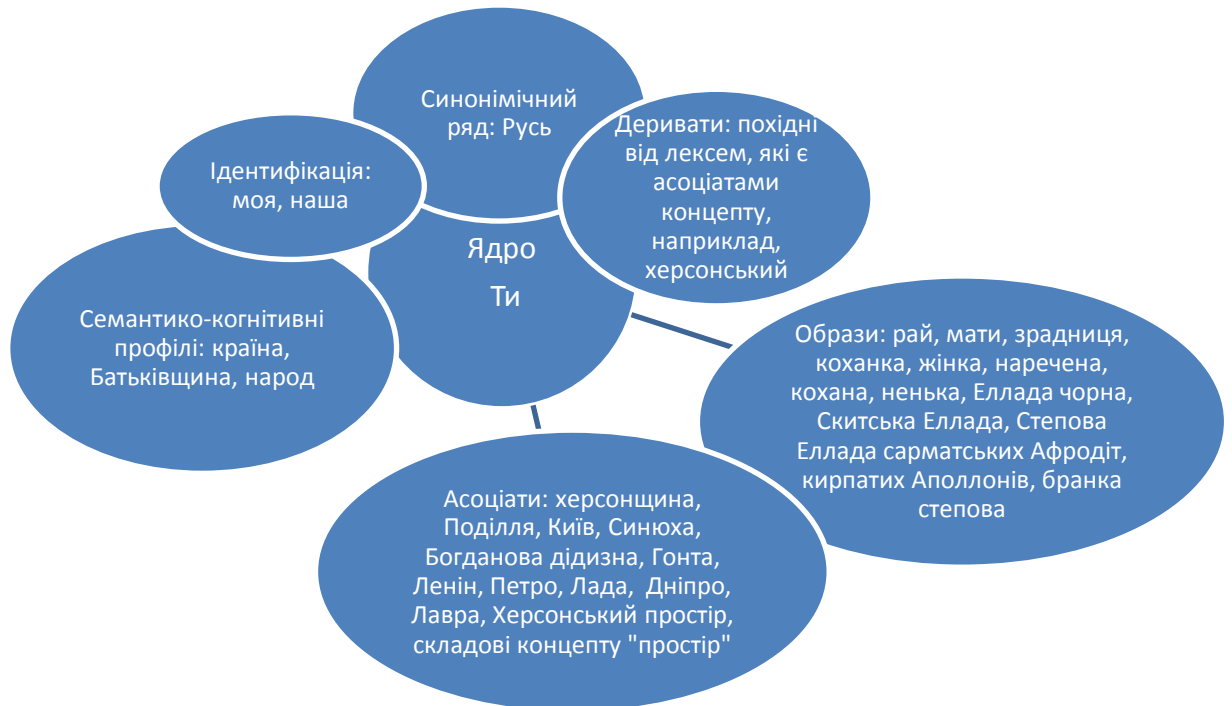 Синонімічний
ряд: Русь
Ідентифікація:
моя, наша
Деривати: похідні
від лексем, які є
асоціатами
концепту,
наприклад,
херсонський
Ядро
Ти
Семантико-когнітивні
профілі: країна,
Батьківщина, народ
Образи: рай, мати, зрадниця,
коханка, жінка, наречена,
кохана, ненька, Еллада чорна,
Скитська Еллада, Степова
Еллада сарматських Афродіт,
кирпатих Аполлонів, бранка
степова
Асоціати: херсонщина,
Поділля, Київ, Синюха,
Богданова дідизна, Гонта,
Ленін, Петро, Лада, Дніпро,
Лавра, Херсонський простір,
складові концепту "простір"